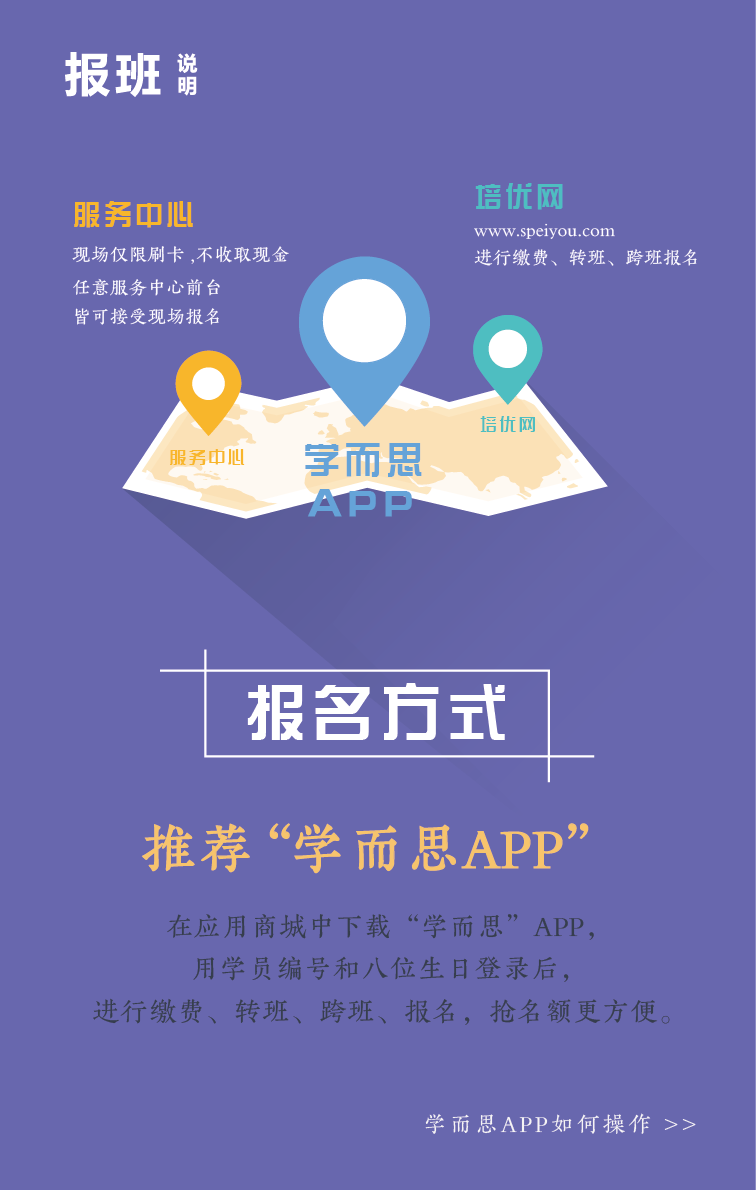 报班 说明
服务中心
现场仅限刷卡,不收取现金
任意服务中心前台
皆可接受现场报名
培优网
www.speiyou.com
进行缴费、转班、跨班报名
服务中心
学而思
APP
培优网
报名方式
推荐“学而思APP”
在应用商城中下载“学而思”APP,
用学员编号和八位生日登录后,
进行缴费、转班、跨班、报名,抢名额更方便。
学而思APP如何操作 >>